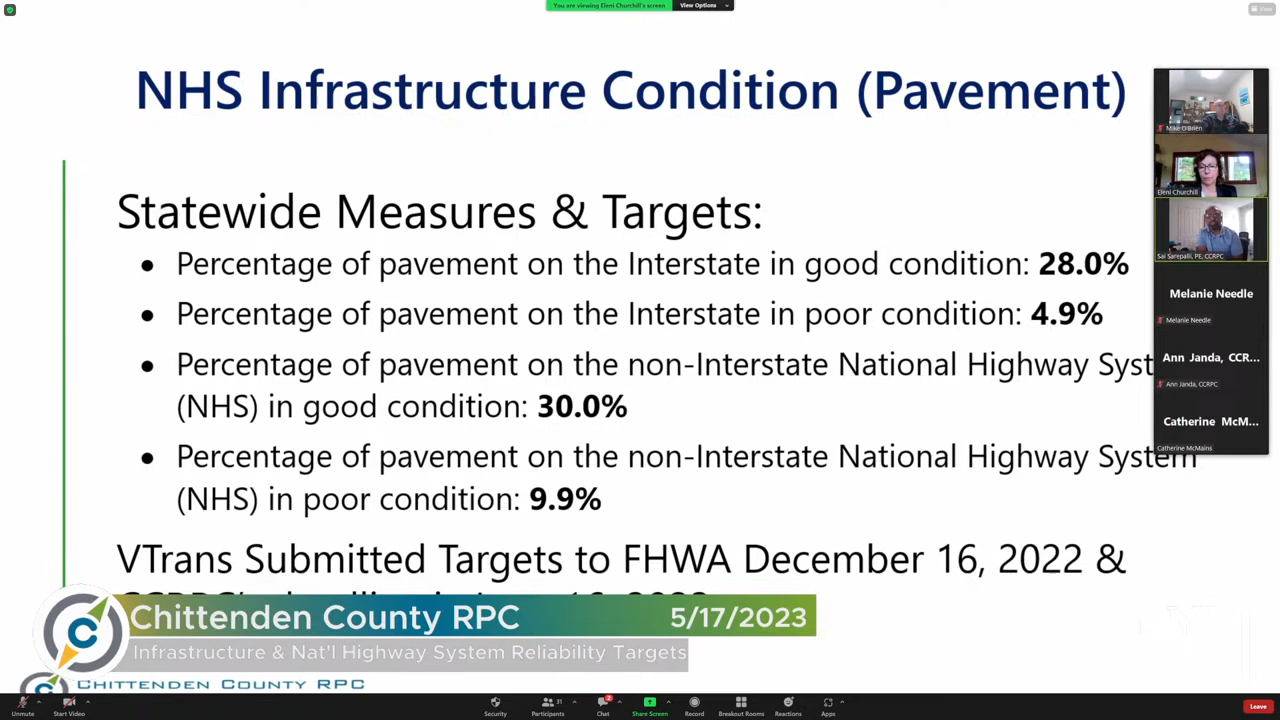 You are viewing Eleni Churchill's screen
View Options
View
NHS Infrastructure Condition (Pavement)
Statewide Measures & Targets:
• Percentage of pavement on the Interstate in good condition: 28.0%
• Percentage of pavement on the Interstate in poor condition: 4.9%
• Percentage of pavement on the non-Interstate National Highway Syst
(NHS) in good condition: 30.0%
• Percentage of pavement on the non-Interstate National Highway System
(NHS) in poor condition: 9.9%
VTrans Submitted Targets to FHWA December 16, 2022 &
Mike O'Brien
Eleni Churchill
Sai Sarepalli, PE, CCRPC
Melanie Needle
Melanie Needle
Ann Janda, CCR...
Ann Janda, CCRPC
Catherine McM...
Catherine McMains
Chittenden County RPC 5/17/2023
Infrastructure & Nat'l Highway System Reliability Targets
CHITTENDEN COUNTY RPC
Unmute
Start Video
Security
Participants
31
Chat
2
Share Screen
Record
Breakout Rooms
Reactions
Apps
Leave